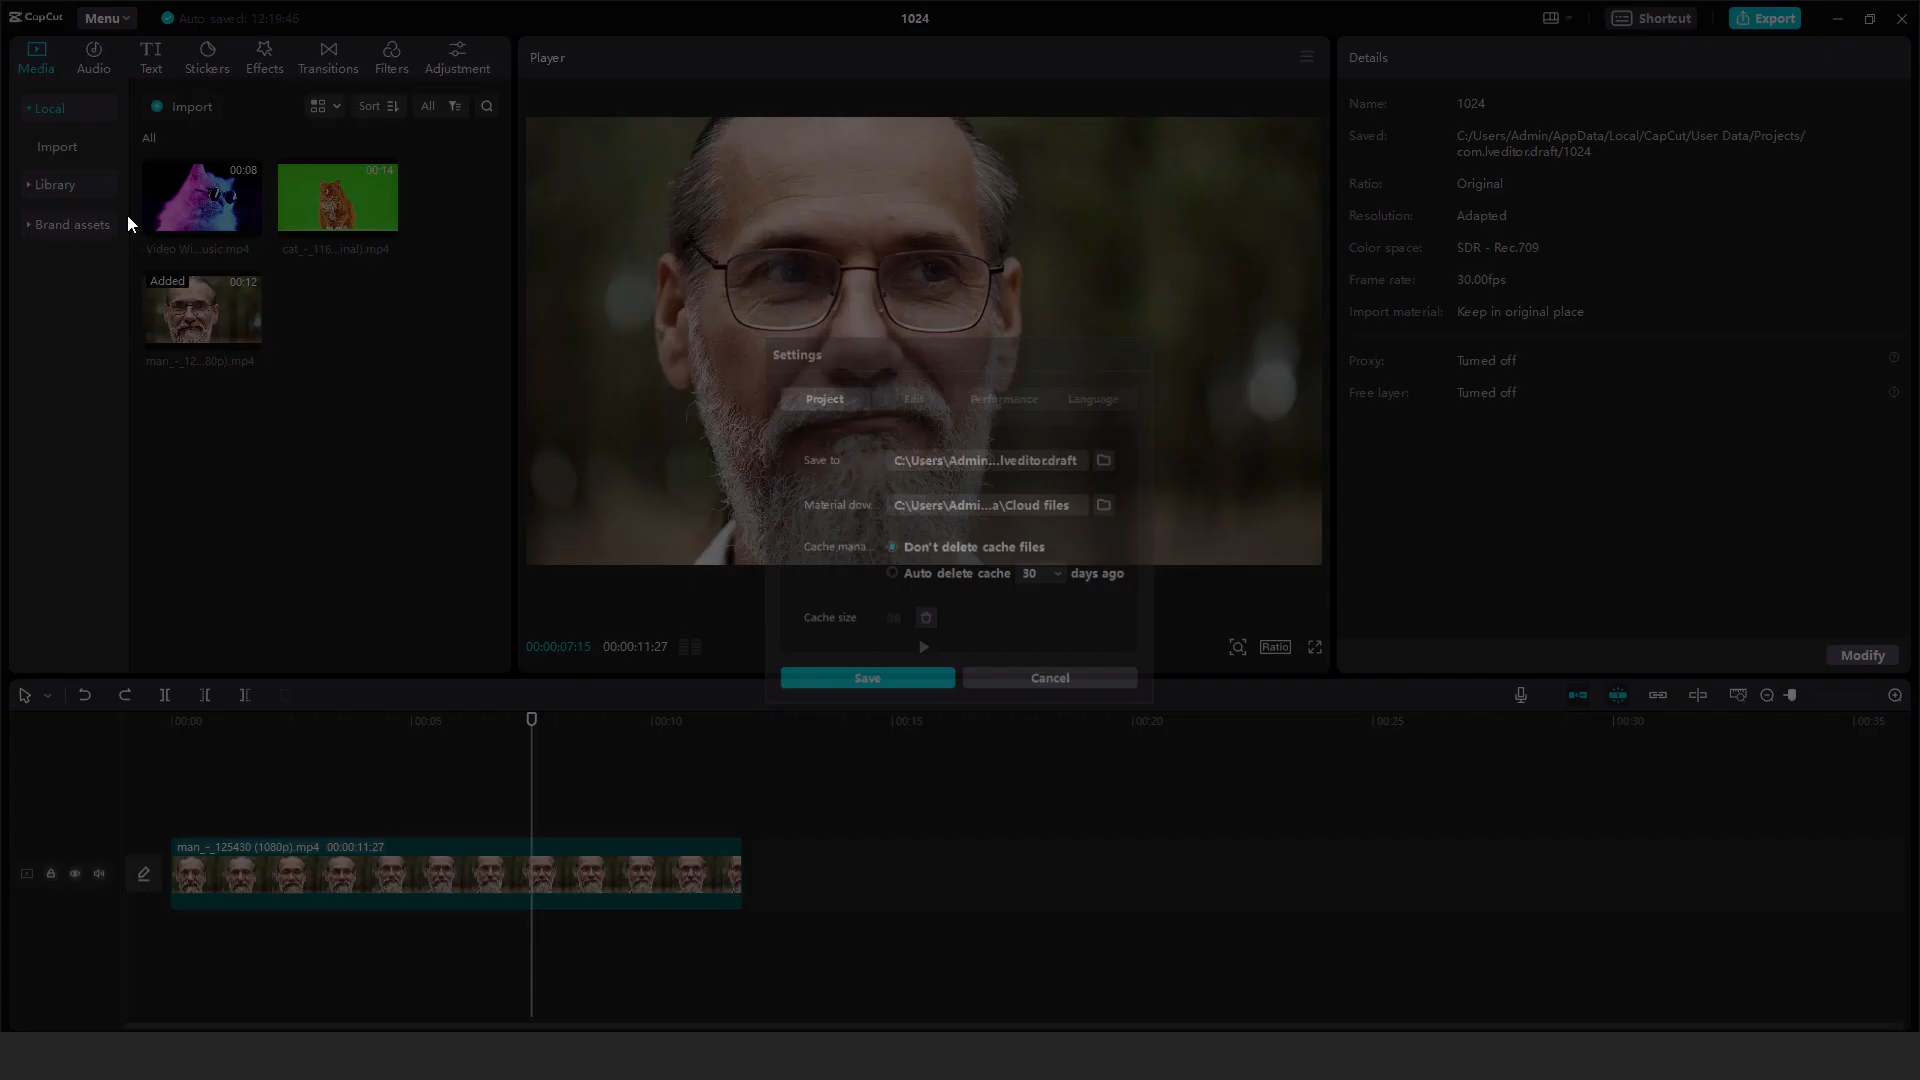 CapCut
Menu
Auto saved: 12:19:46
1024
Shortcut
Export
Media
Audio
TI
Text
Stickers
Effects
Transitions
Filters
Adjustment
Local
Import
Library
Brand assets
Import
Sort
All
All
00:08
Video Wi...usic.mp4
00:14
cat_-_116...inal).mp4
Added
00:12
man_-_12...80p).mp4
Player
00:00:07:15
00:00:11:27
Ratio
Details
Name: 1024
Saved: C:/Users/Admin/AppData/Local/CapCut/User Data/Projects/
com.lveditor.draft/1024
Ratio: Original
Resolution: Adapted
Color space: SDR - Rec.709
Frame rate: 30.00fps
Import material: Keep in original place
Proxy: Turned off
Free layer: Turned off
Modify
Settings
Project
Edit
Performance
Language
Save to C:\Users\Admin...lveditor.draft
Material dow... C:\Users\Admi...a\Cloud files
Cache mana... Don't delete cache files
Auto delete cache 30 days ago
Cache size
Save
Cancel
00:00
00:05
00:10
00:15
00:20
00:25
00:30
00:35
man_-_125430 (1080p).mp4 00:00:11:27